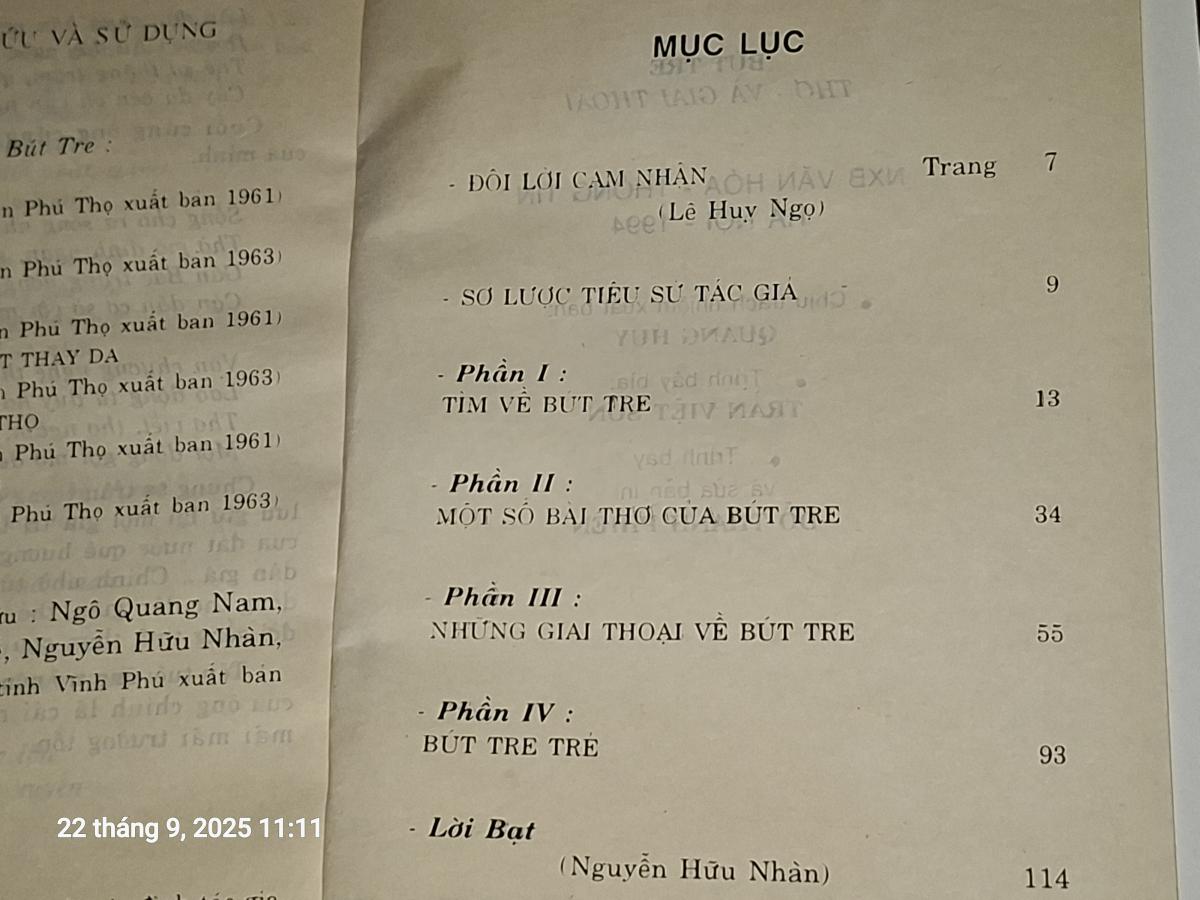 ỨU VÀ SỬ DỤNG
Bút Tre :
n Phú Thọ xuất bản 1961)
n Phú Thọ xuất bản 1963)
n Phú Thọ xuất bản 1961)
T THAY DA
n Phú Thọ xuất bản 1963)
THỌ
n Phú Thọ xuất bản 1961)
Phú Thọ xuất bản 1963)
ưu : Ngô Quang Nam,
, Nguyễn Hữu Nhàn,
tỉnh Vĩnh Phú xuất bản
22 tháng 9, 2025 11:11
MỤC LỤC
- ĐÔI LỜI CẢM NHẬN Trang 7
(Lê Huy Ngọ)
- SƠ LƯỢC TIỂU SỬ TÁC GIẢ 9
- Phần I :
TÌM VỀ BÚT TRE 13
- Phần II :
MỘT SỐ BÀI THƠ CỦA BÚT TRE 34
- Phần III :
NHỮNG GIAI THOẠI VỀ BÚT TRE 55
- Phần IV :
BÚT TRE TRẺ 93
- Lời Bạt
(Nguyễn Hữu Nhàn) 114